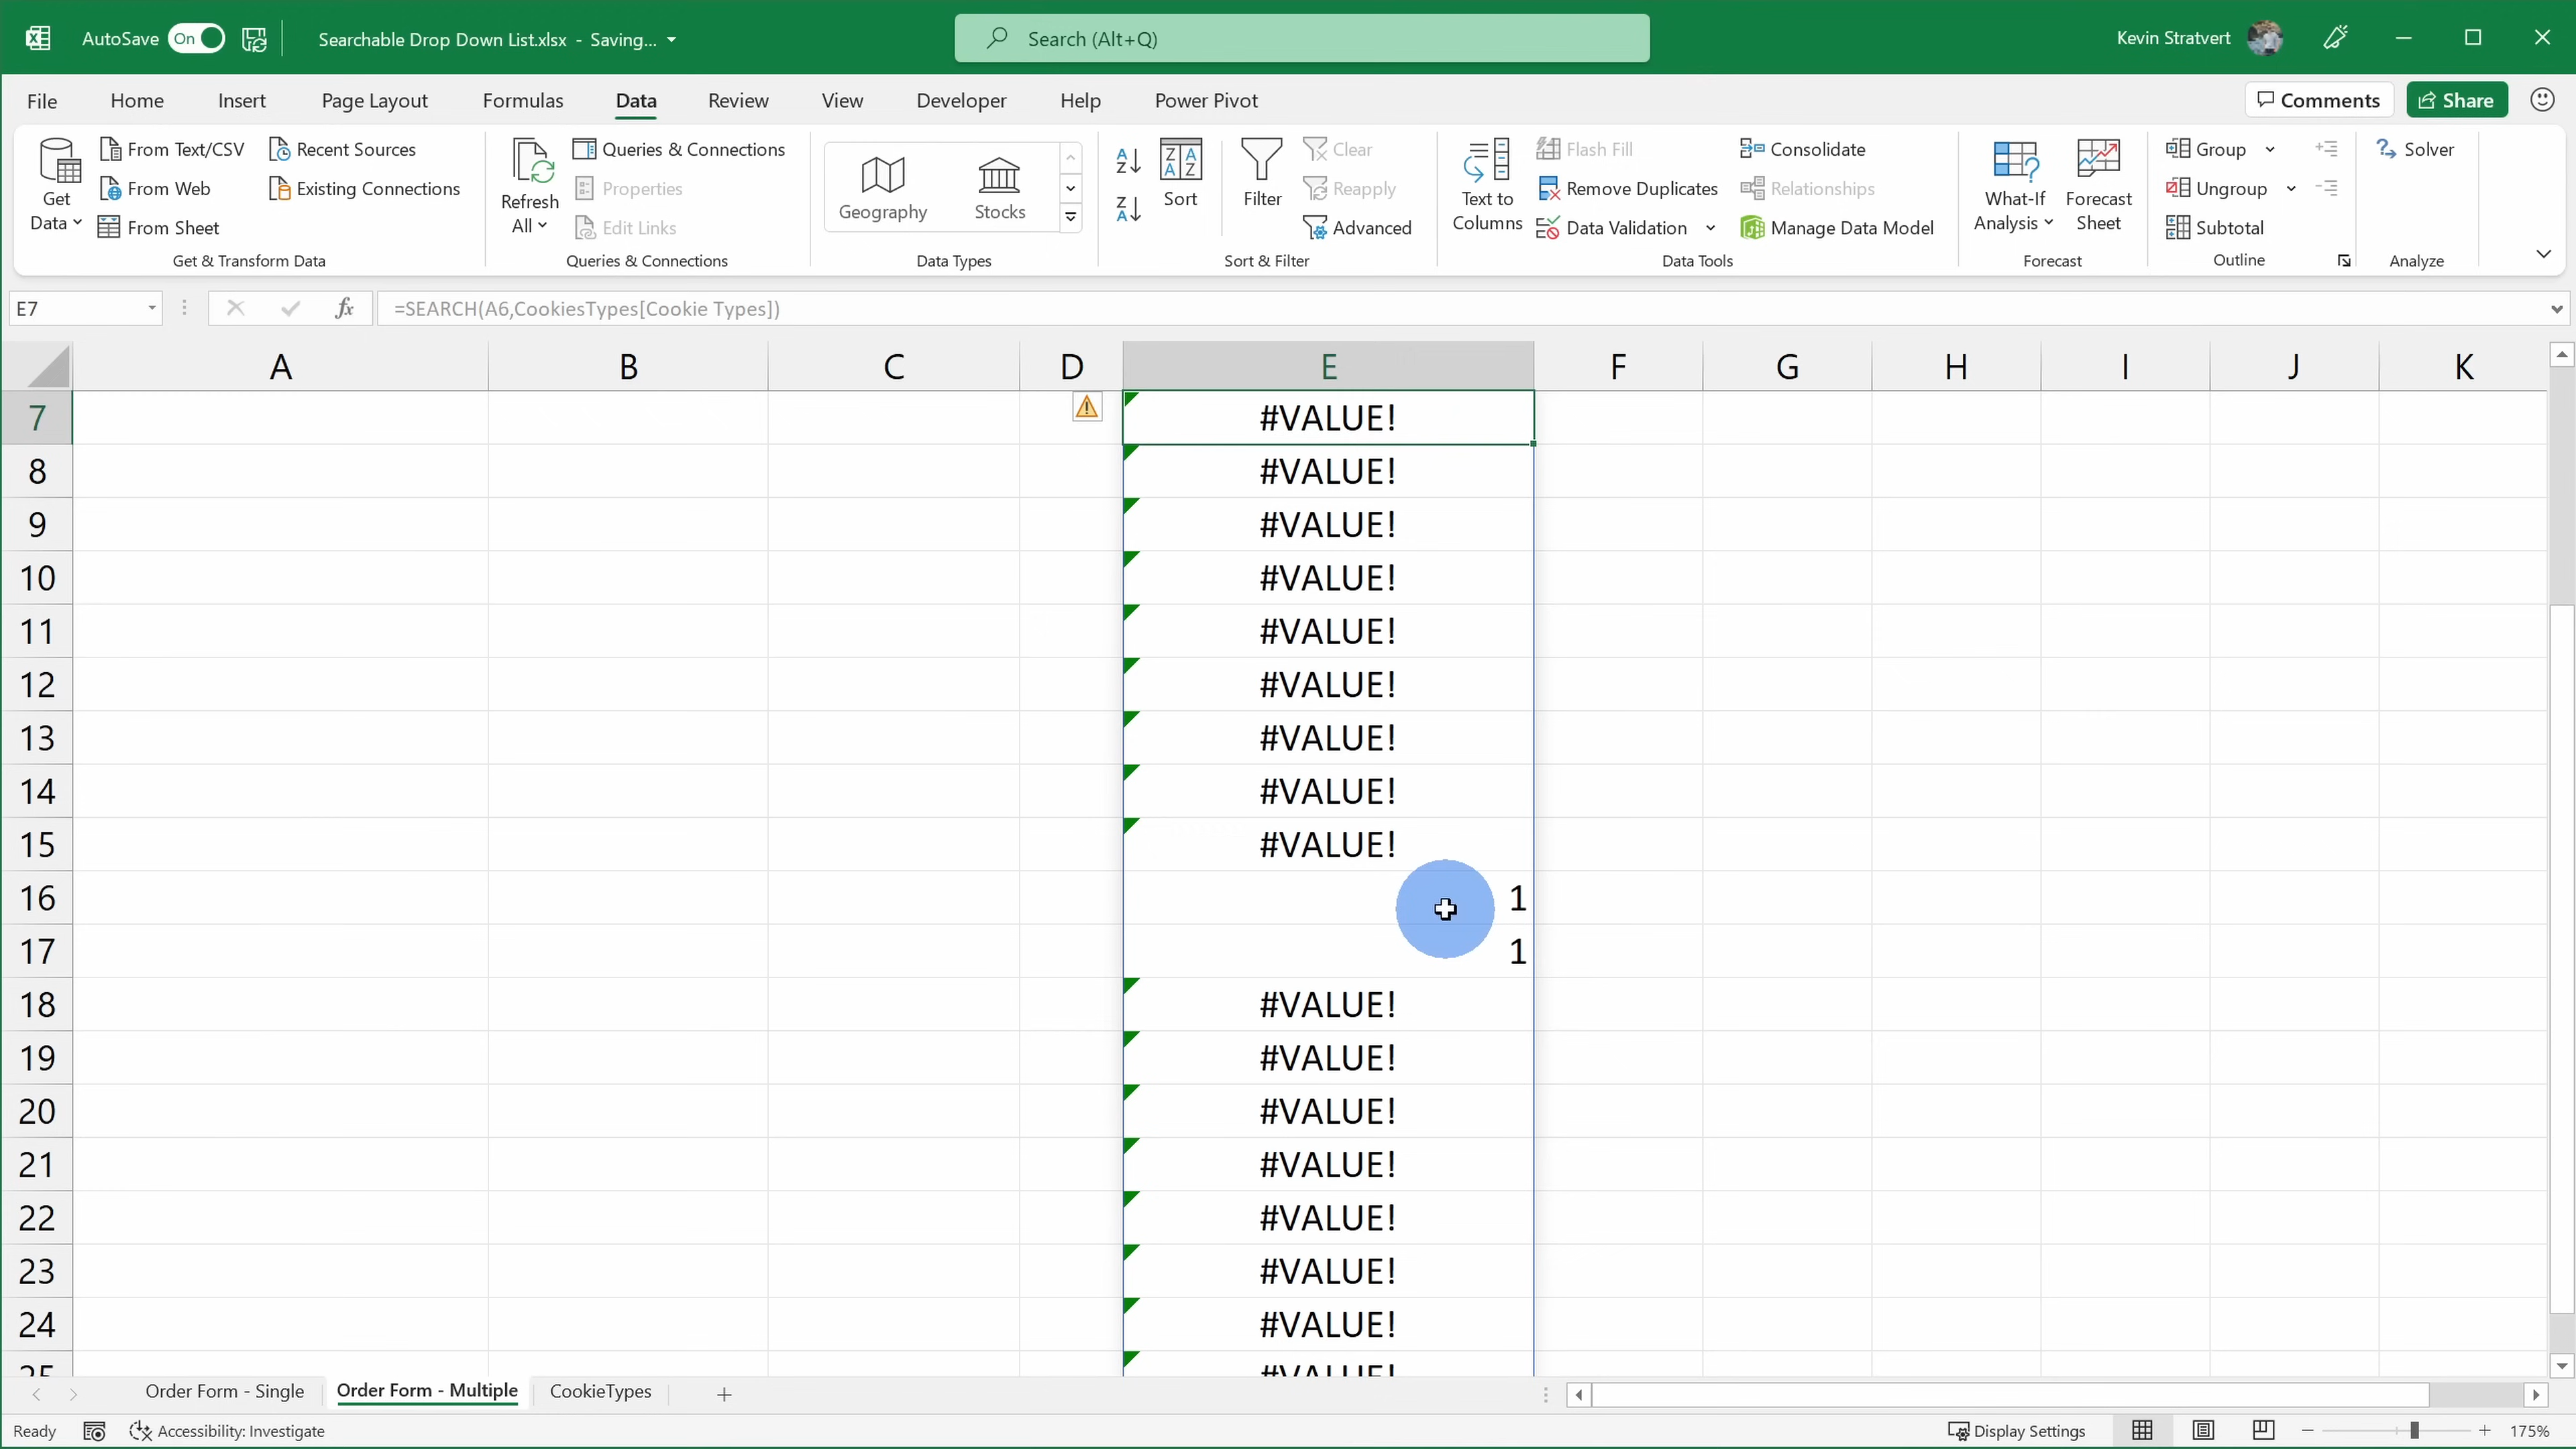 AutoSave On Searchable Drop Down List.xlsx - Saving... Search (Alt+Q) Kevin Stratvert
File Home Insert Page Layout Formulas Data Review View Developer Help Power Pivot Comments Share
Get Data
From Text/CSV
From Web
From Sheet
Recent Sources
Existing Connections
Get & Transform Data
Refresh All
Queries & Connections
Properties
Edit Links
Queries & Connections
Geography
Stocks
Data Types
Sort
Filter
Clear
Reapply
Advanced
Sort & Filter
Text to Columns
Flash Fill
Remove Duplicates
Data Validation
Consolidate
Relationships
Manage Data Model
Data Tools
What-If Analysis
Forecast Sheet
Forecast
Group
Ungroup
Subtotal
Outline
Solver
Analyze
E7 fx =SEARCH(A6,CookiesTypes[Cookie Types])
A B C D E F G H I J K
7 #VALUE!
8 #VALUE!
9 #VALUE!
10 #VALUE!
11 #VALUE!
12 #VALUE!
13 #VALUE!
14 #VALUE!
15 #VALUE!
16 1
17 1
18 #VALUE!
19 #VALUE!
20 #VALUE!
21 #VALUE!
22 #VALUE!
23 #VALUE!
24 #VALUE!
25 #VALUE!
Order Form - Single Order Form - Multiple CookieTypes
Ready Accessibility: Investigate Display Settings 175%